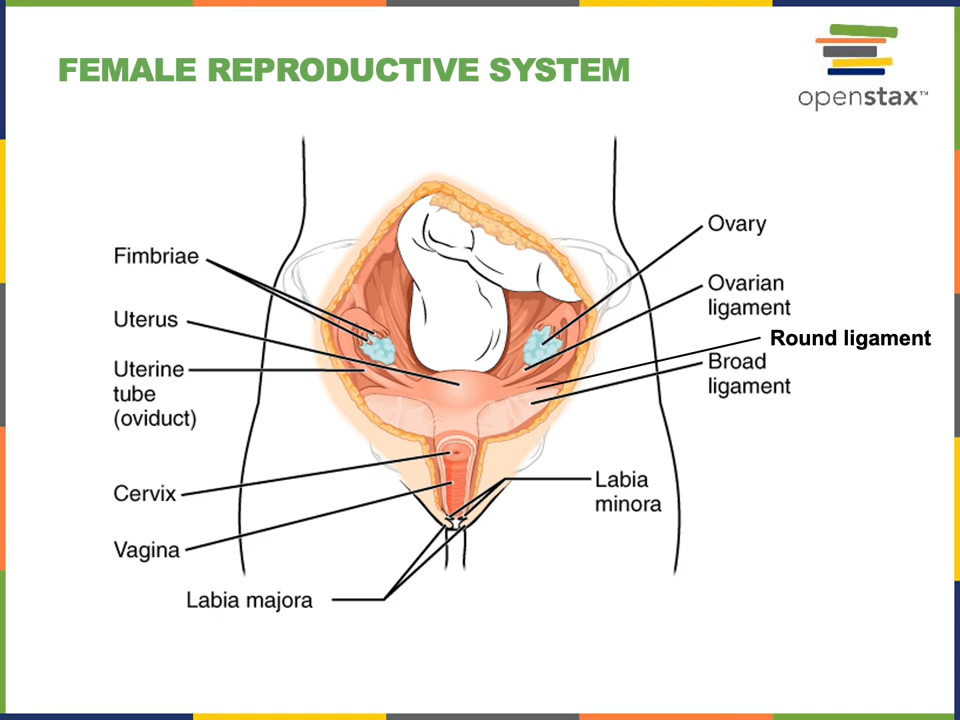 FEMALE REPRODUCTIVE SYSTEM
openstax™
Fimbriae
Uterus
Uterine
tube
(oviduct)
Cervix
Vagina
Labia majora
Ovary
Ovarian
ligament
Round ligament
Broad
ligament
Labia
minora